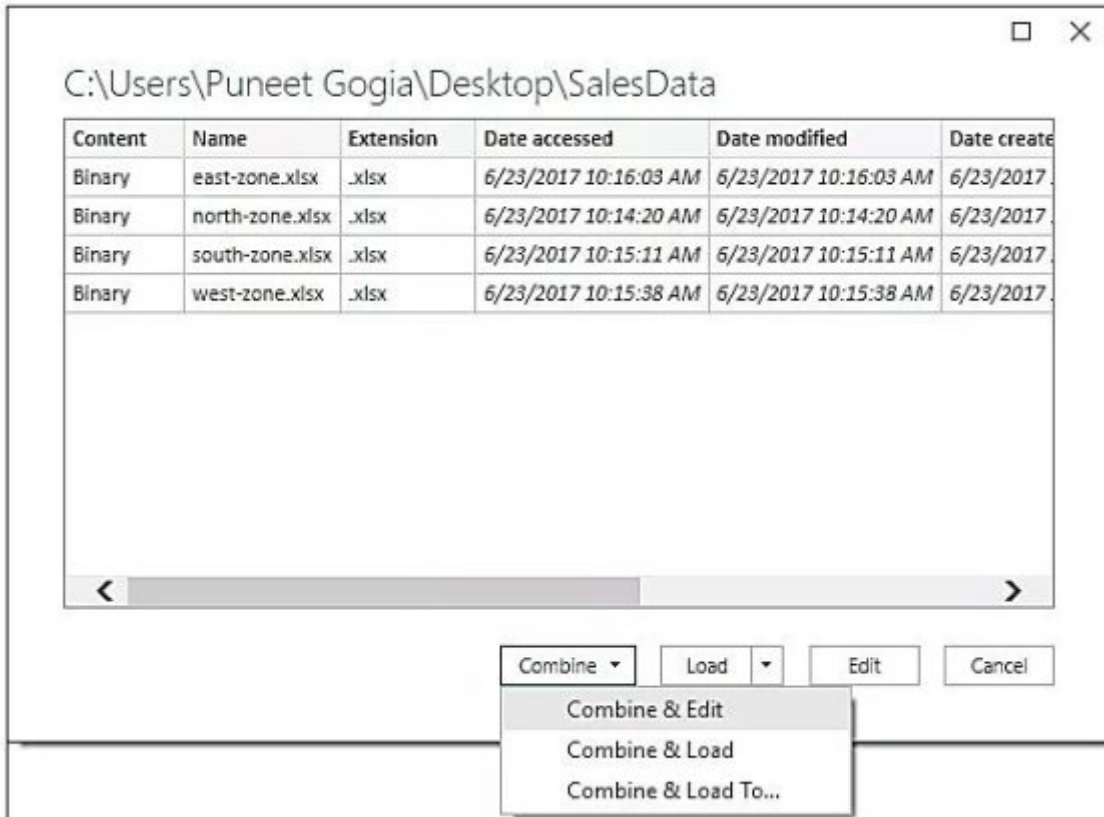 C:\Users\Puneet Gogia\Desktop\SalesData
Content Name Extension Date accessed Date modified Date create
Binary east-zone.xlsx .xlsx 6/23/2017 10:16:03 AM 6/23/2017 10:16:03 AM 6/23/2017 .
Binary north-zone.xlsx .xlsx 6/23/2017 10:14:20 AM 6/23/2017 10:14:20 AM 6/23/2017 .
Binary south-zone.xlsx .xlsx 6/23/2017 10:15:11 AM 6/23/2017 10:15:11 AM 6/23/2017 .
Binary west-zone.xlsx .xlsx 6/23/2017 10:15:38 AM 6/23/2017 10:15:38 AM 6/23/2017 .
Combine Load Edit Cancel
Combine & Edit
Combine & Load
Combine & Load To...